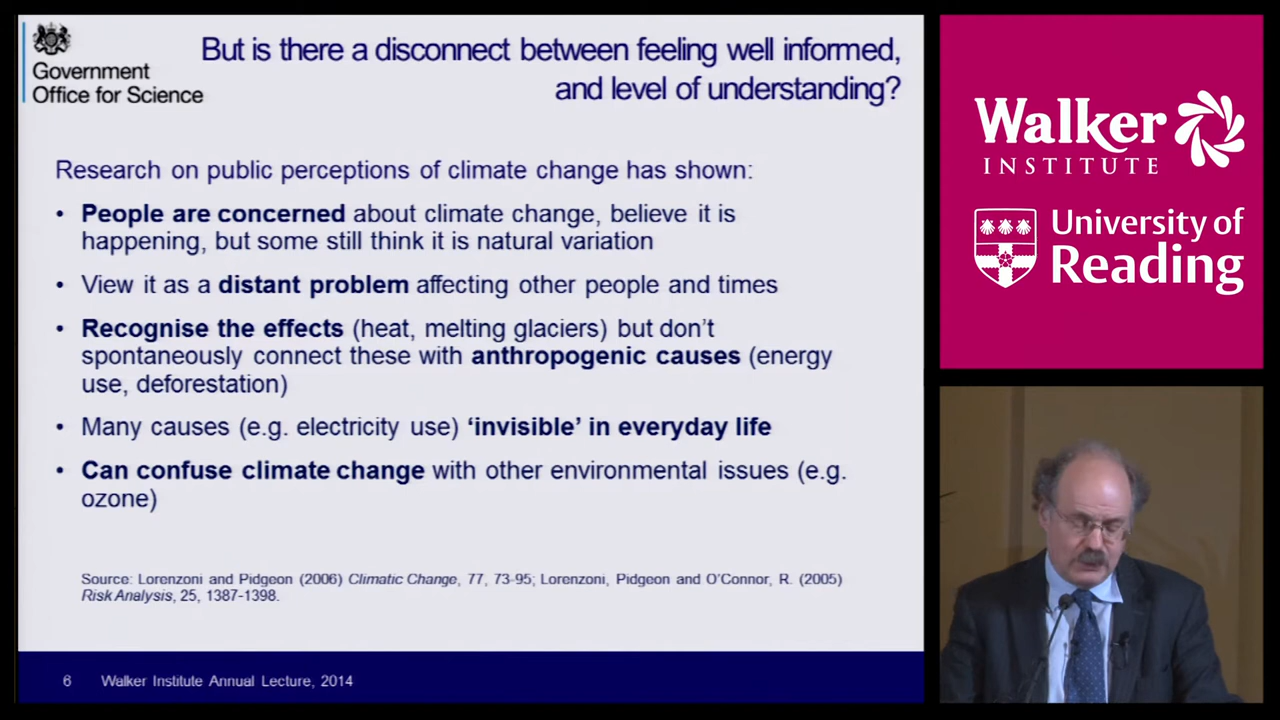 Government
Office for Science
But is there a disconnect between feeling well informed,
and level of understanding?
Research on public perceptions of climate change has shown:
• People are concerned about climate change, believe it is
happening, but some still think it is natural variation
• View it as a distant problem affecting other people and times
• Recognise the effects (heat, melting glaciers) but don’t
spontaneously connect these with anthropogenic causes (energy
use, deforestation)
• Many causes (e.g. electricity use) ‘invisible’ in everyday life
• Can confuse climate change with other environmental issues (e.g.
ozone)
Source: Lorenzoni and Pidgeon (2006) Climatic Change, 77, 73-95; Lorenzoni, Pidgeon and O’Connor, R. (2005)
Risk Analysis, 25, 1387-1398.
6 Walker Institute Annual Lecture, 2014
Walker
INSTITUTE
University of
Reading